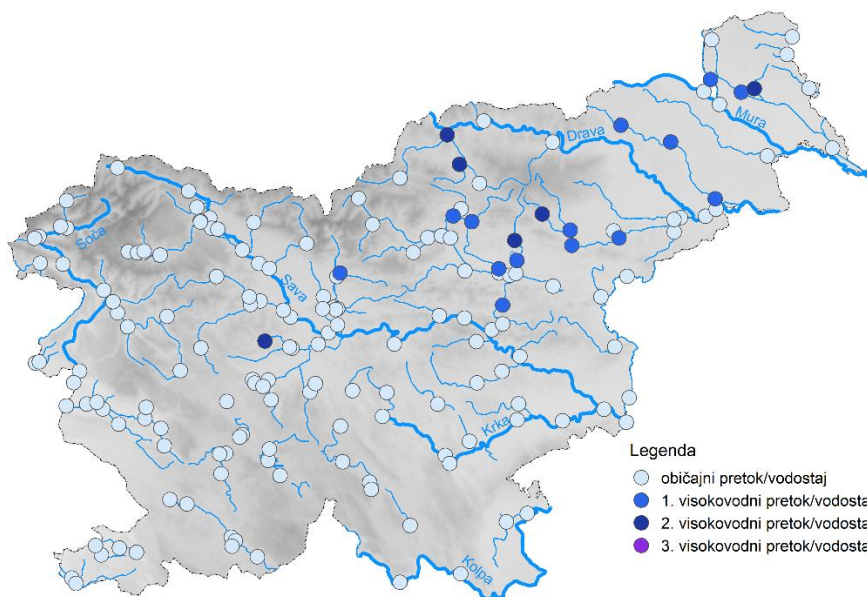 Mura
Drava
Soča
Sava
Krka
Legenda
običajni pretok/vodostaj
1. visokovodni pretok/vodosta
2. visokovodni pretok/vodosta
3. visokovodni pretok/vodosta
Kolpa